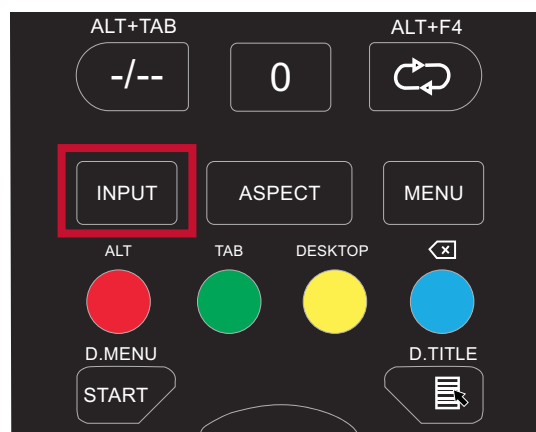 ALT+TAB ALT+F4
-/-- 0
INPUT ASPECT MENU
ALT TAB DESKTOP
D.MENU D.TITLE
START